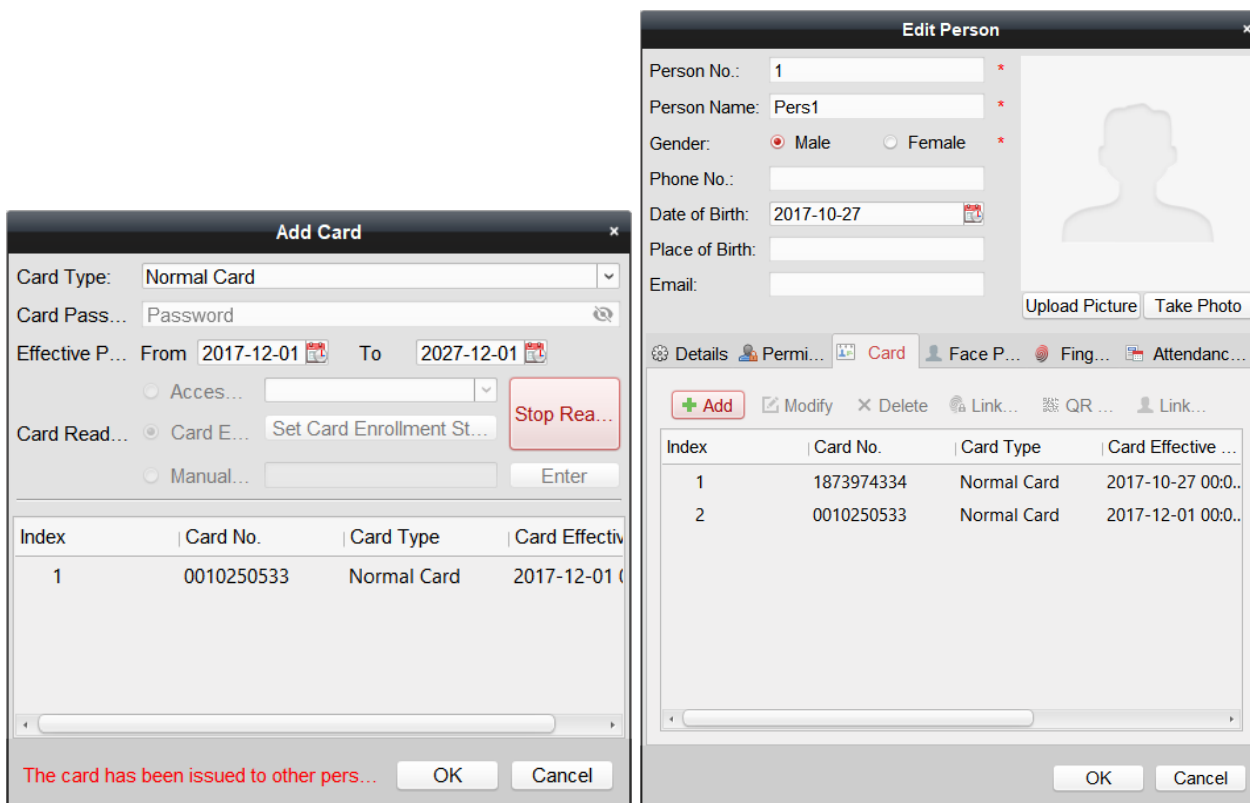 Add Card ×
Card Type: Normal Card
Card Pass... Password
Effective P... From 2017-12-01 To 2027-12-01
Acces...
Card Read... Card E... Set Card Enrollment St... Stop Rea...
Manual... Enter
Index Card No. Card Type Card Effectiv
1 0010250533 Normal Card 2017-12-01 0
The card has been issued to other pers... OK Cancel
Edit Person ×
Person No.: 1 *
Person Name: Pers1 *
Gender: Male Female *
Phone No.:
Date of Birth: 2017-10-27
Place of Birth:
Email:
Upload Picture Take Photo
Details Permi... Card Face P... Fing... Attendanc...
Add Modify Delete Link... QR ... Link...
Index Card No. Card Type Card Effective ...
1 1873974334 Normal Card 2017-10-27 00:0..
2 0010250533 Normal Card 2017-12-01 00:0..
OK Cancel